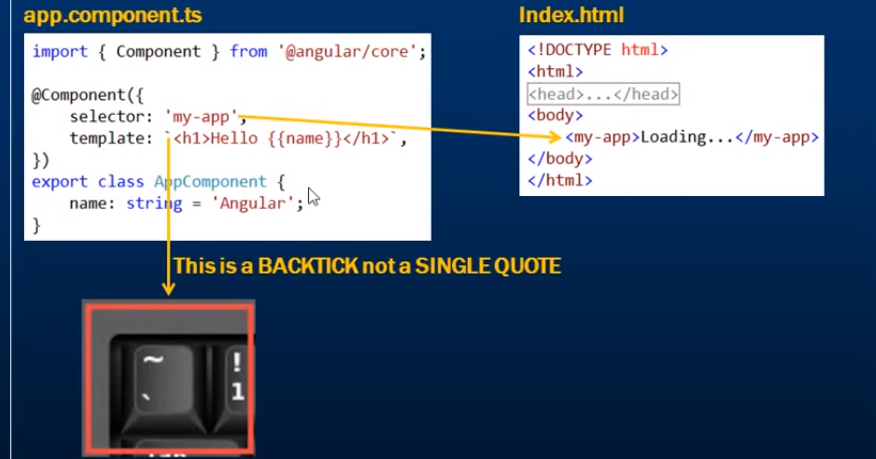 app.component.ts
import { Component } from '@angular/core';
@Component({
    selector: 'my-app',
    template: `<h1>Hello {{name}}</h1>`,
})
export class AppComponent {
    name: string = 'Angular';
}
Index.html
<!DOCTYPE html>
<html>
<head>...</head>
<body>
    <my-app>Loading...</my-app>
</body>
</html>
This is a BACKTICK not a SINGLE QUOTE
~ !
` 1